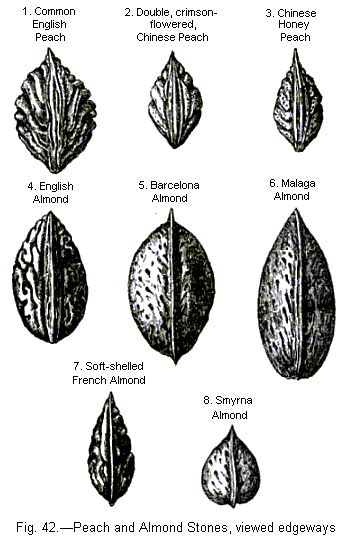 1. Common
English
Peach
2. Double, crimson-
flowered,
Chinese Peach
3. Chinese
Honey
Peach
4. English
Almond
5. Barcelona
Almond
6. Malaga
Almond
7. Soft-shelled
French Almond
8. Smyrna
Almond
Fig. 42.—Peach and Almond Stones, viewed edgeways